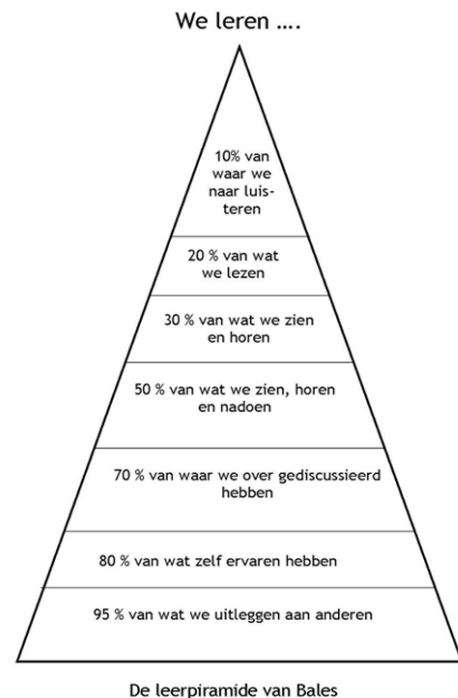 We leren ....
10% van
waar we
naar luis-
teren
20 % van wat
we lezen
30 % van wat we zien
en horen
50 % van wat we zien, horen
en nadoen
70 % van waar we over gediscussieerd
hebben
80 % van wat zelf ervaren hebben
95 % van wat we uitleggen aan anderen
De leerpiramide van Bales